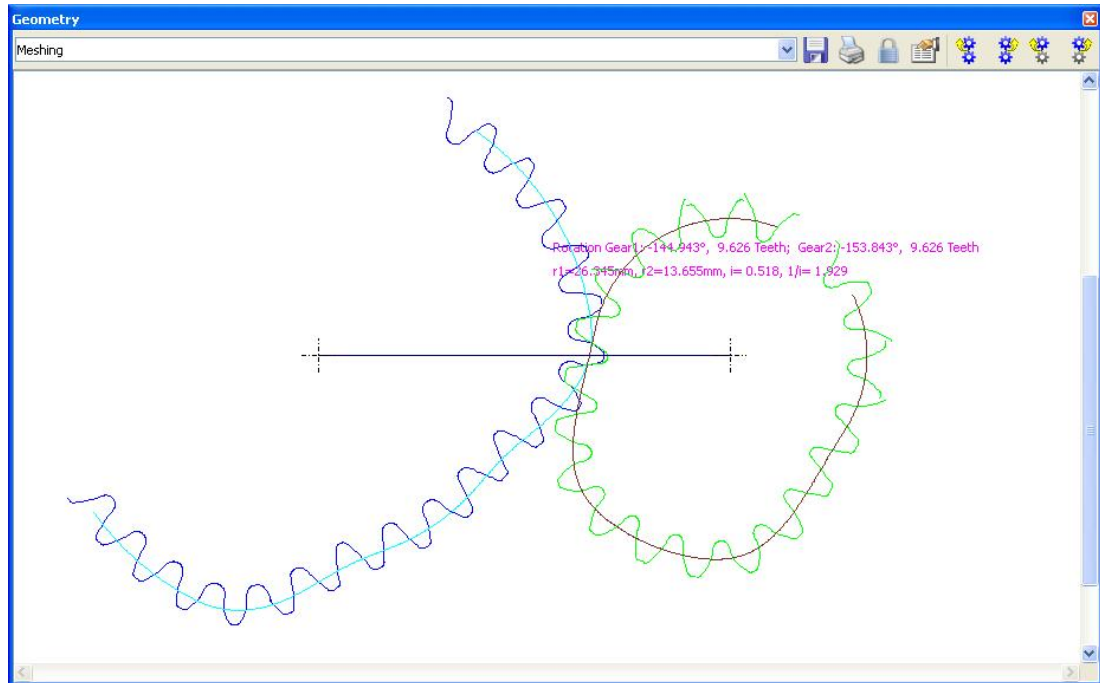 Geometry
Meshing
Rotation Gear1: -144.943°, 9.626 Teeth; Gear2: -153.843°, 9.626 Teeth
r1=26.345mm, r2=13.655mm, i= 0.518, 1/i= 1.929